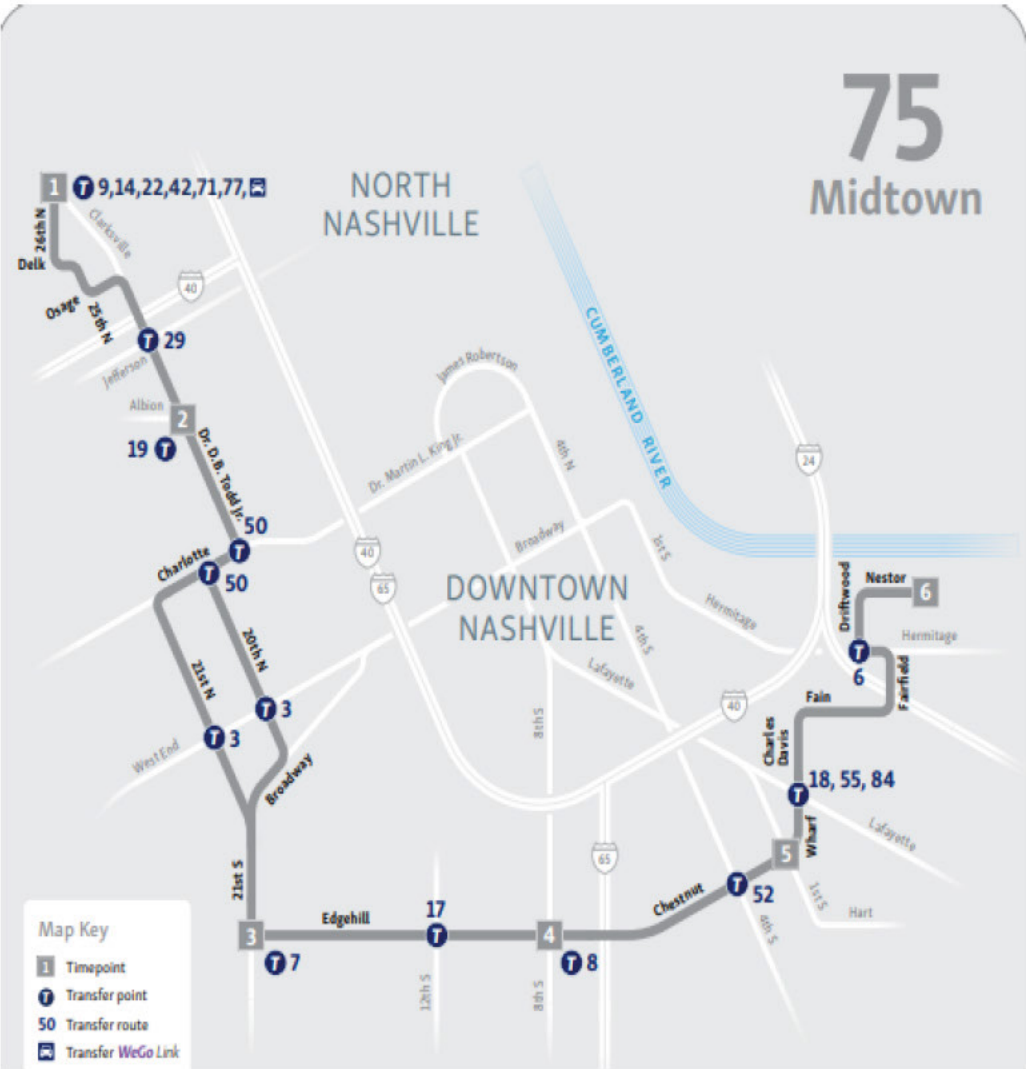 75
Midtown
1
T 9,14,22,42,71,77,
NORTH
NASHVILLE
26th N
Clarksville
Delk
Osage
25th N
40
T 29
Jefferson
Albion
2
19 T
Dr. D.B. Todd Jr.
James Robertson
Dr. Martin L. King Jr.
4th N
CUMBERLAND RIVER
24
50
T
Charlotte
T
50
Broadway
1st S
40
65
DOWNTOWN
NASHVILLE
Driftwood
Nestor
6
Hermitage
Hermitage
T
6
Fairfield
20th N
21st N
4th S
Lafayette
T 3
T 3
West End
Broadway
8th S
40
Fain
Charles
Davis
18, 55, 84
T
Lafayette
Wharf
5
65
21st S
Chestnut
T
52
1st S
Hart
4th S
3
Edgehill
17
T
4
T 7
T 8
12th S
8th S
Map Key
1 Timepoint
T Transfer point
50 Transfer route
Transfer WeGo Link